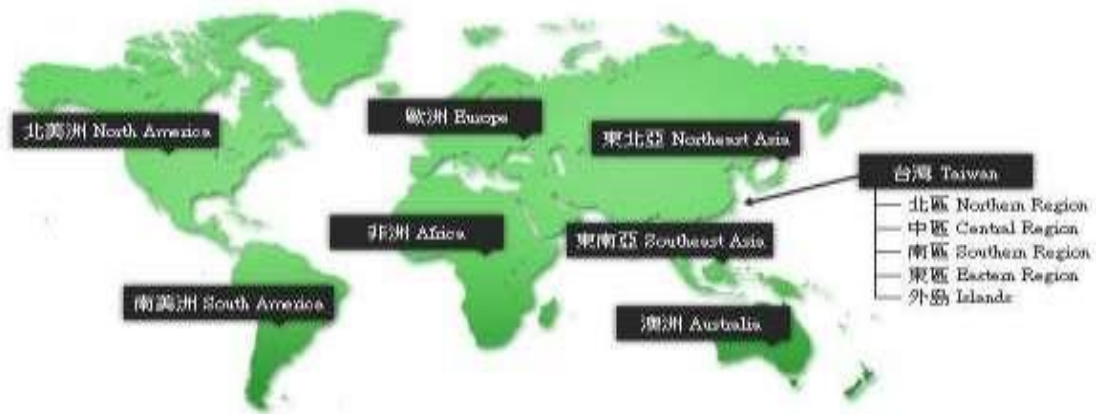 北美洲 North America
歐洲 Europe
東北亞 Northeast Asia
台灣 Taiwan
北區 Northern Region
中區 Central Region
南區 Southern Region
東區 Eastern Region
外島 Islands
非洲 Africa
東南亞 Southeast Asia
南美洲 South America
澳洲 Australia